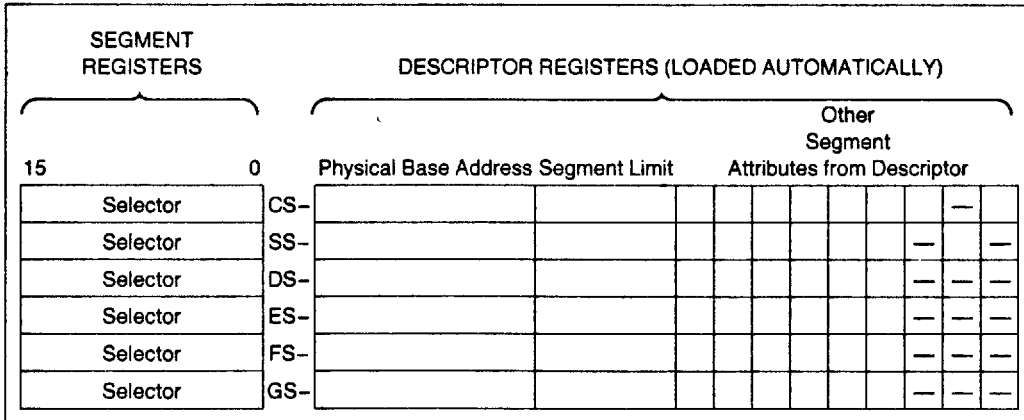 SEGMENT
REGISTERS
DESCRIPTOR REGISTERS (LOADED AUTOMATICALLY)
Other
Segment
15 0 Physical Base Address Segment Limit Attributes from Descriptor
Selector CS– —
Selector SS– — —
Selector DS– — — —
Selector ES– — — —
Selector FS– — — —
Selector GS– — — —